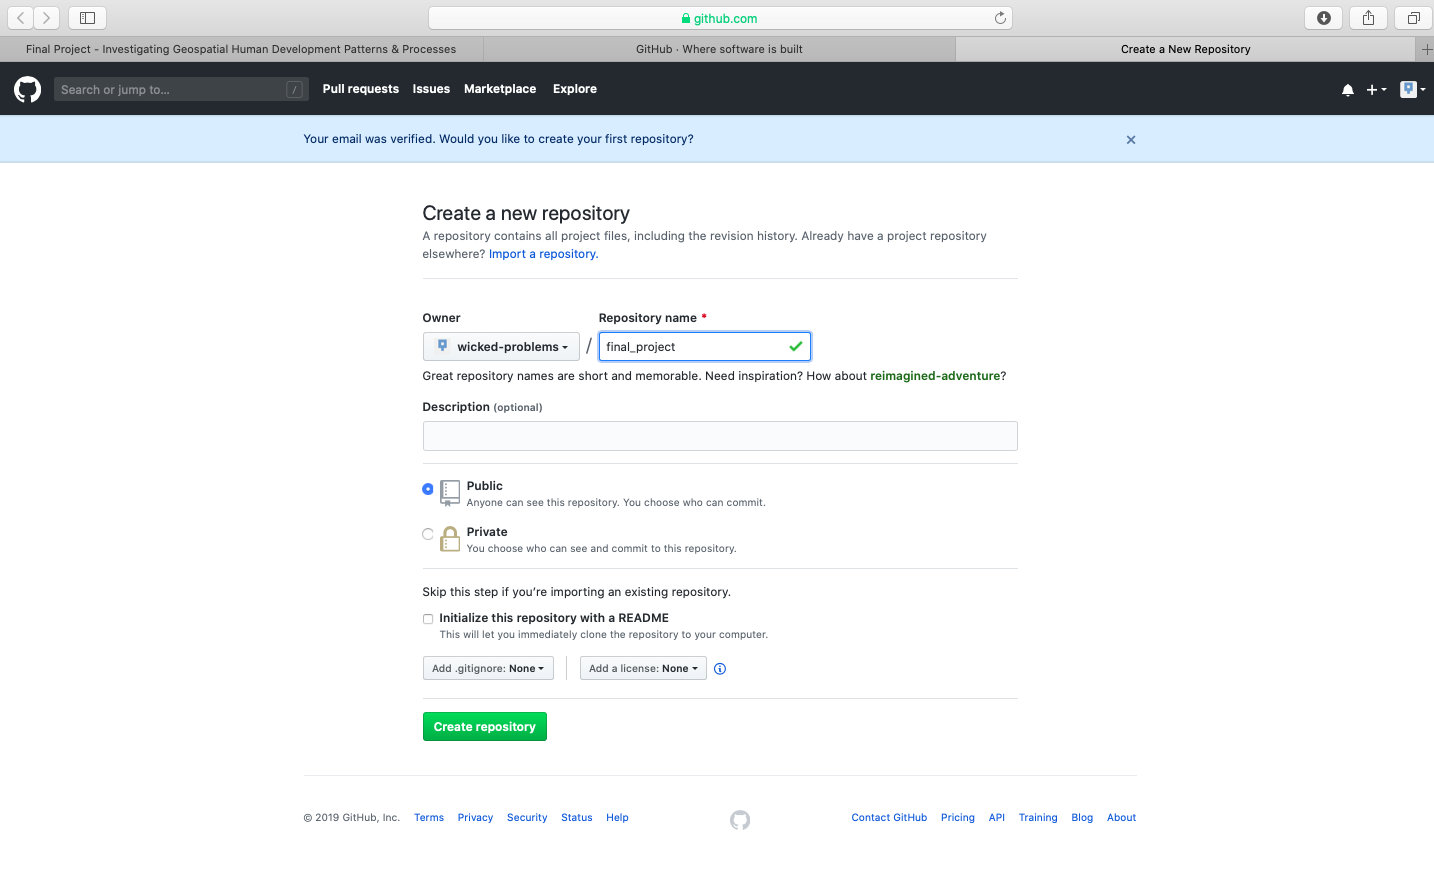 github.com
Final Project - Investigating Geospatial Human Development Patterns & Processes
GitHub · Where software is built
Create a New Repository
Search or jump to…
/
Pull requests
Issues
Marketplace
Explore
Your email was verified. Would you like to create your first repository?
Create a new repository
A repository contains all project files, including the revision history. Already have a project repository
elsewhere? Import a repository.
Owner
Repository name *
wicked-problems
/
final_project
Great repository names are short and memorable. Need inspiration? How about reimagined-adventure?
Description (optional)
Public
Anyone can see this repository. You choose who can commit.
Private
You choose who can see and commit to this repository.
Skip this step if you’re importing an existing repository.
Initialize this repository with a README
This will let you immediately clone the repository to your computer.
Add .gitignore: None
Add a license: None
Create repository
© 2019 GitHub, Inc.
Terms
Privacy
Security
Status
Help
Contact GitHub
Pricing
API
Training
Blog
About